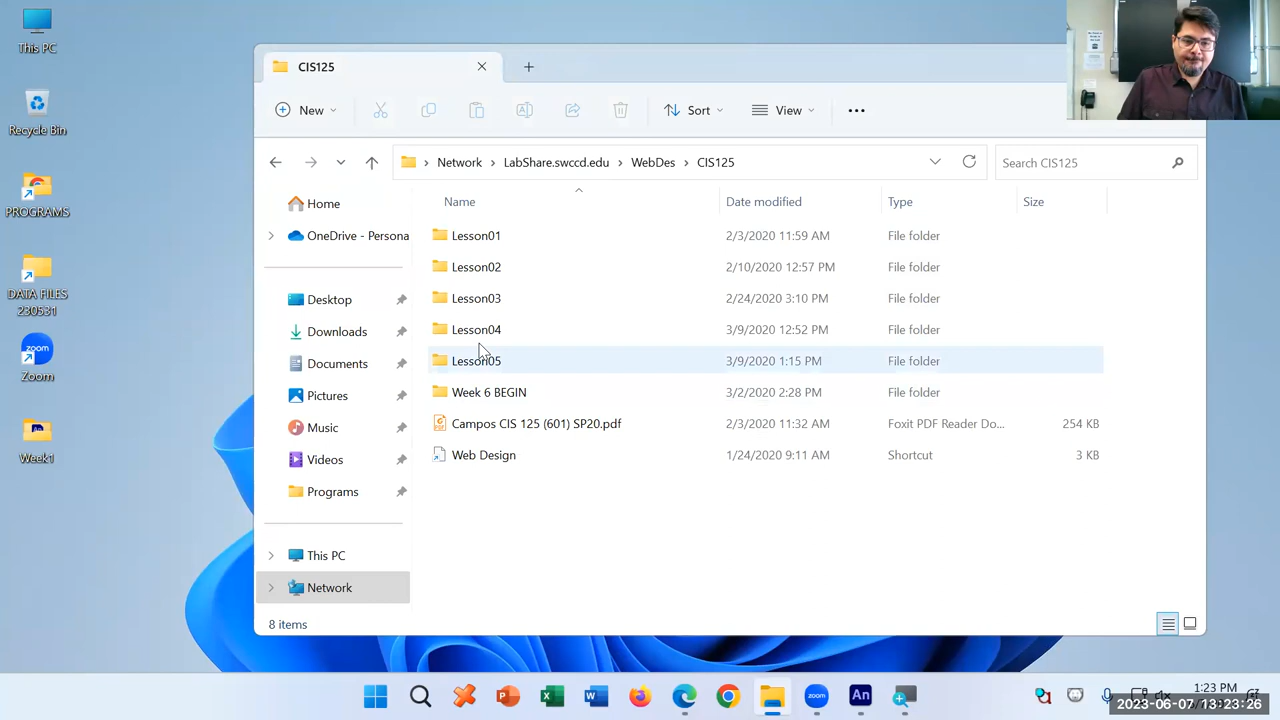 This PC
Recycle Bin
PROGRAMS
DATA FILES
230531
zoom
Zoom
Week1
CIS125
New
Sort
View
Network > LabShare.swccd.edu > WebDes > CIS125
Search CIS125
Home
OneDrive - Persona
Desktop
Downloads
Documents
Pictures
Music
Videos
Programs
This PC
Network
Name Date modified Type Size
Lesson01 2/3/2020 11:59 AM File folder
Lesson02 2/10/2020 12:57 PM File folder
Lesson03 2/24/2020 3:10 PM File folder
Lesson04 3/9/2020 12:52 PM File folder
Lesson05 3/9/2020 1:15 PM File folder
Week 6 BEGIN 3/2/2020 2:28 PM File folder
Campos CIS 125 (601) SP20.pdf 2/3/2020 11:32 AM Foxit PDF Reader Do... 254 KB
Web Design 1/24/2020 9:11 AM Shortcut 3 KB
8 items
zoom
An
1:23 PM
2023-06-07 13:23:26